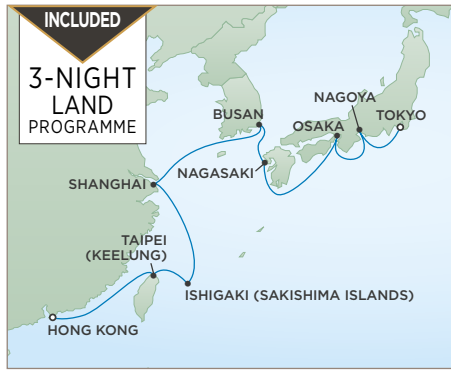 INCLUDED
3-NIGHT
LAND
PROGRAMME
BUSAN
NAGOYA
OSAKA
TOKYO
NAGASAKI
SHANGHAI
TAIPEI
(KEELUNG)
ISHIGAKI (SAKISHIMA ISLANDS)
HONG KONG